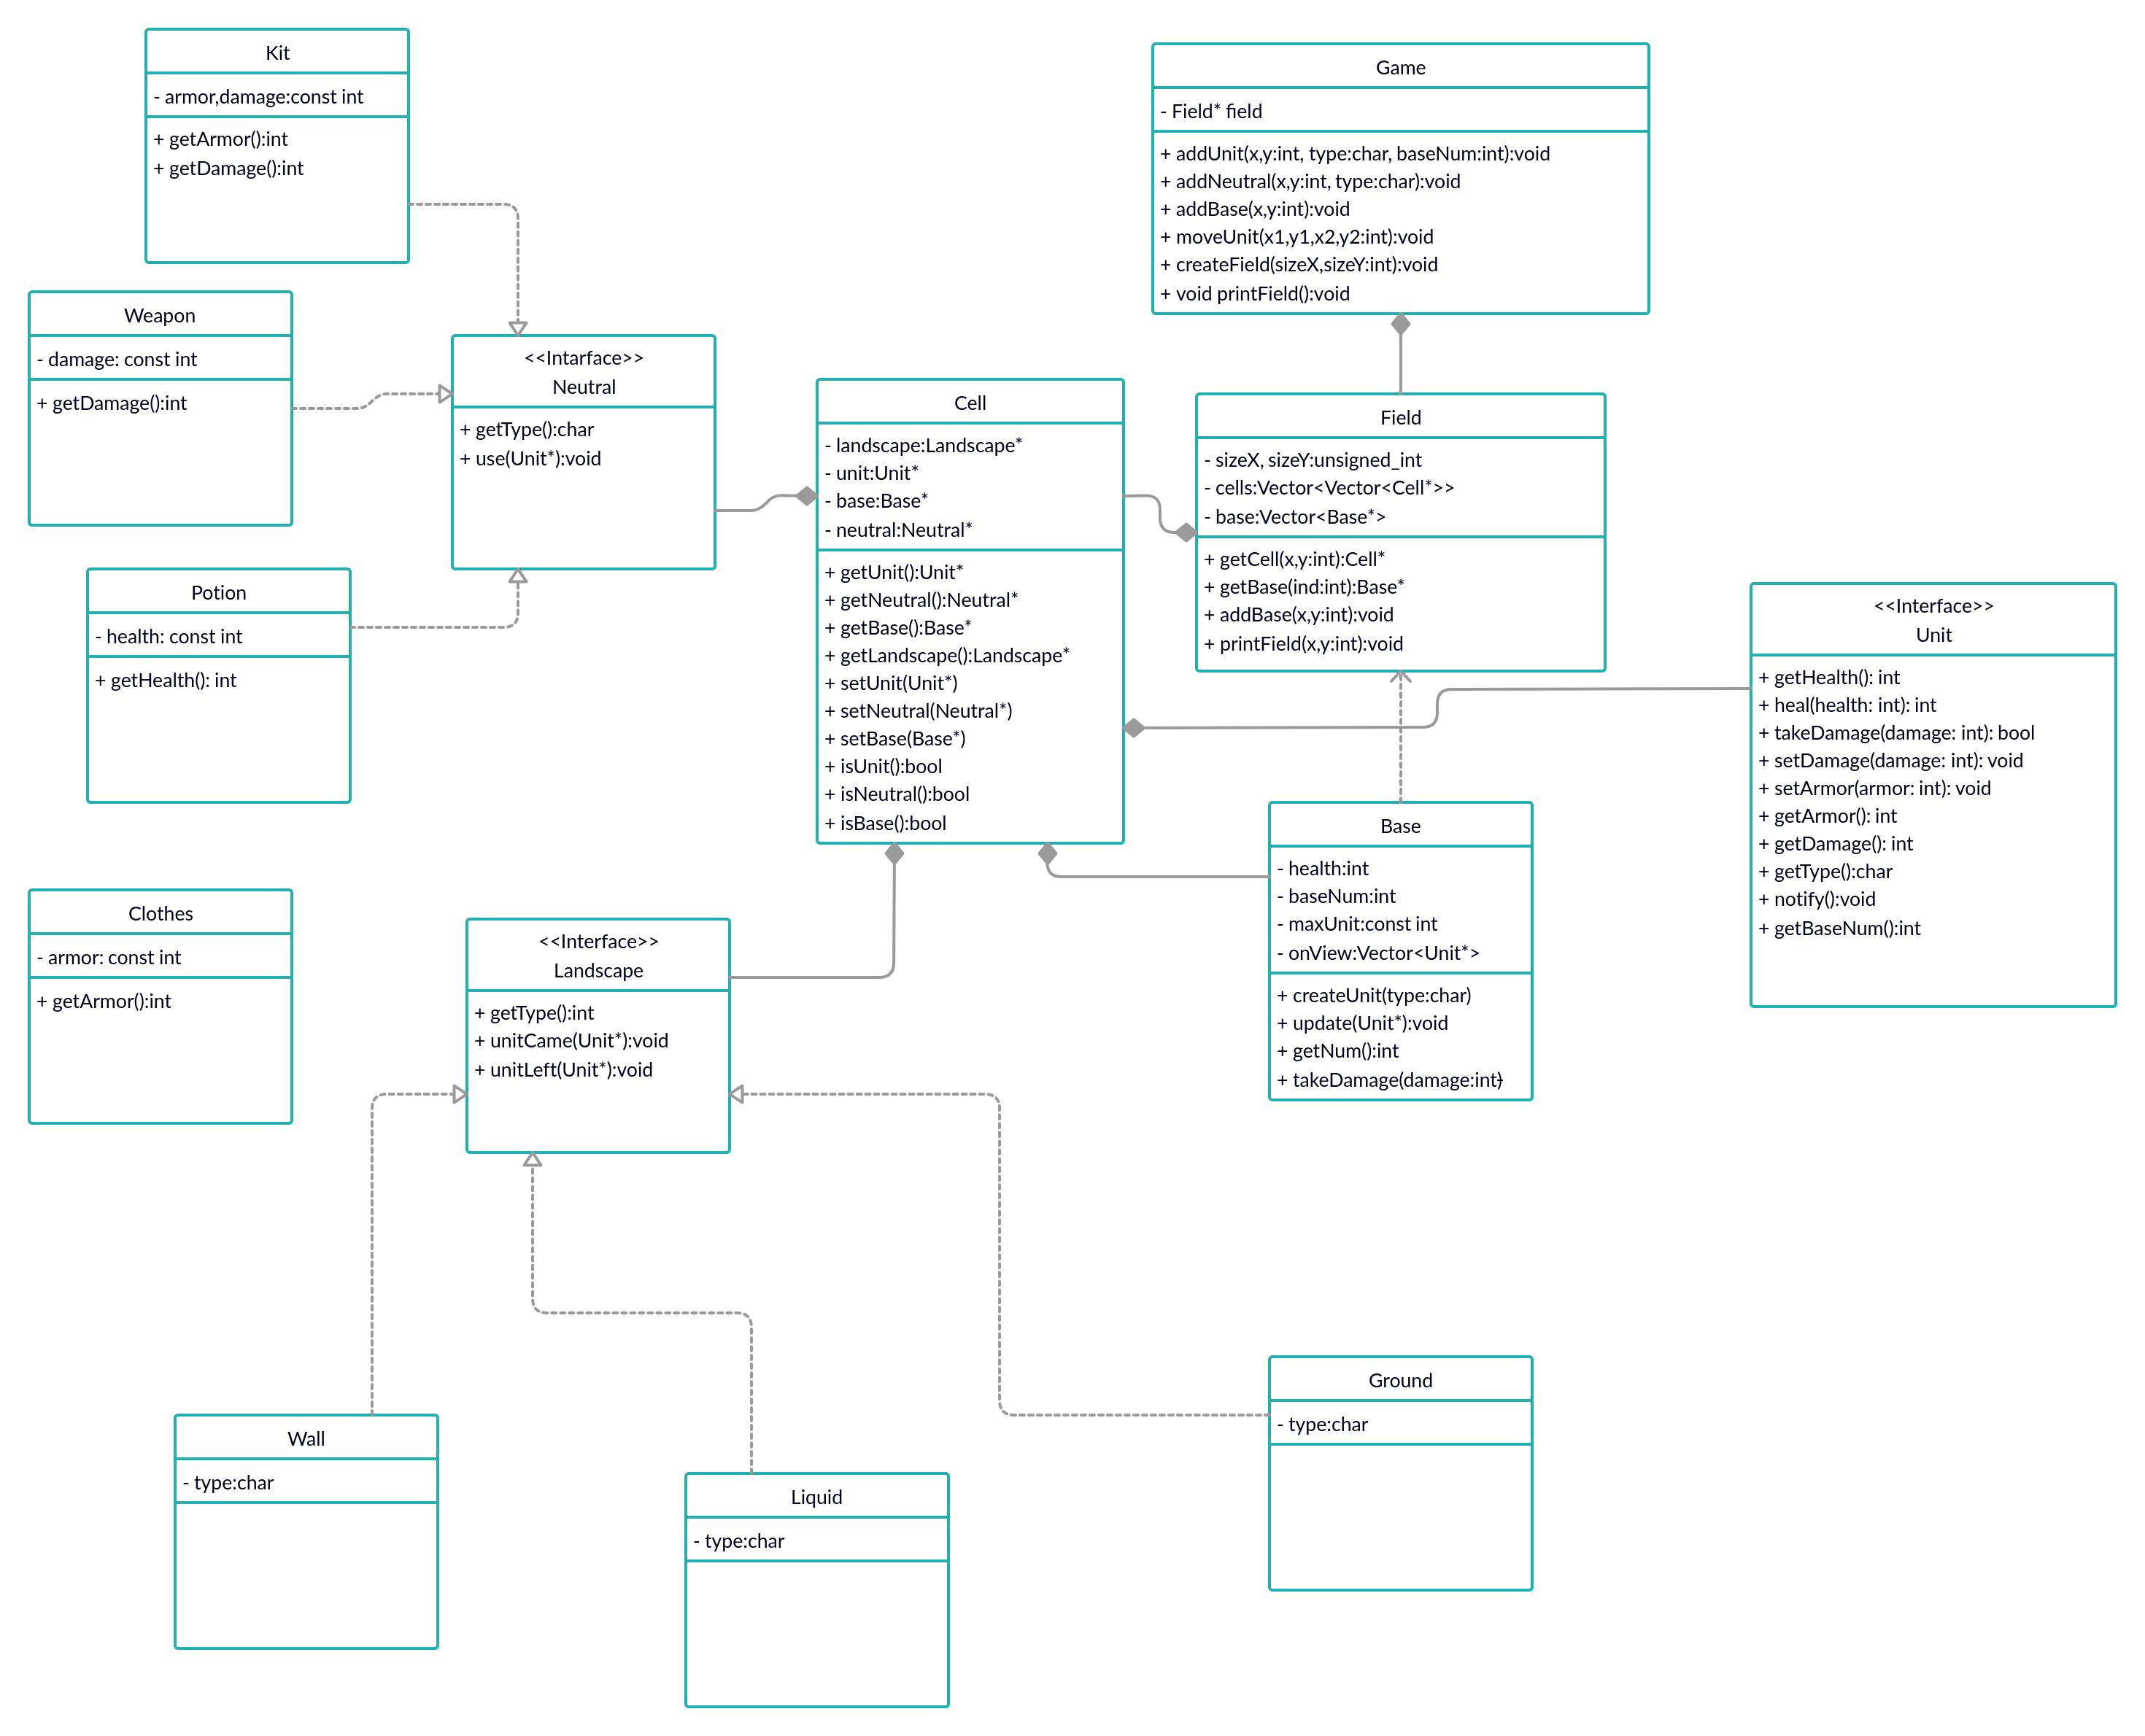 Kit
- armor,damage:const int
+ getArmor():int
+ getDamage():int
Game
- Field* field
+ addUnit(x,y:int, type:char, baseNum:int):void
+ addNeutral(x,y:int, type:char):void
+ addBase(x,y:int):void
+ moveUnit(x1,y1,x2,y2:int):void
+ createField(sizeX,sizeY:int):void
+ void printField():void
Weapon
- damage: const int
+ getDamage():int
<<Intarface>>
Neutral
+ getType():char
+ use(Unit*):void
Cell
- landscape:Landscape*
- unit:Unit*
- base:Base*
- neutral:Neutral*
+ getUnit():Unit*
+ getNeutral():Neutral*
+ getBase():Base*
+ getLandscape():Landscape*
+ setUnit(Unit*)
+ setNeutral(Neutral*)
+ setBase(Base*)
+ isUnit():bool
+ isNeutral():bool
+ isBase():bool
Field
- sizeX, sizeY:unsigned_int
- cells:Vector<Vector<Cell*>>
- base:Vector<Base*>
+ getCell(x,y:int):Cell*
+ getBase(ind:int):Base*
+ addBase(x,y:int):void
+ printField(x,y:int):void
Potion
- health: const int
+ getHealth(): int
<<Interface>>
Unit
+ getHealth(): int
+ heal(health: int): int
+ takeDamage(damage: int): bool
+ setDamage(damage: int): void
+ setArmor(armor: int): void
+ getArmor(): int
+ getDamage(): int
+ getType():char
+ notify():void
+ getBaseNum():int
Base
- health:int
- baseNum:int
- maxUnit:const int
- onView:Vector<Unit*>
+ createUnit(type:char)
+ update(Unit*):void
+ getNum():int
+ takeDamage(damage:int)
Clothes
- armor: const int
+ getArmor():int
<<Interface>>
Landscape
+ getType():int
+ unitCame(Unit*):void
+ unitLeft(Unit*):void
Ground
- type:char
Wall
- type:char
Liquid
- type:char